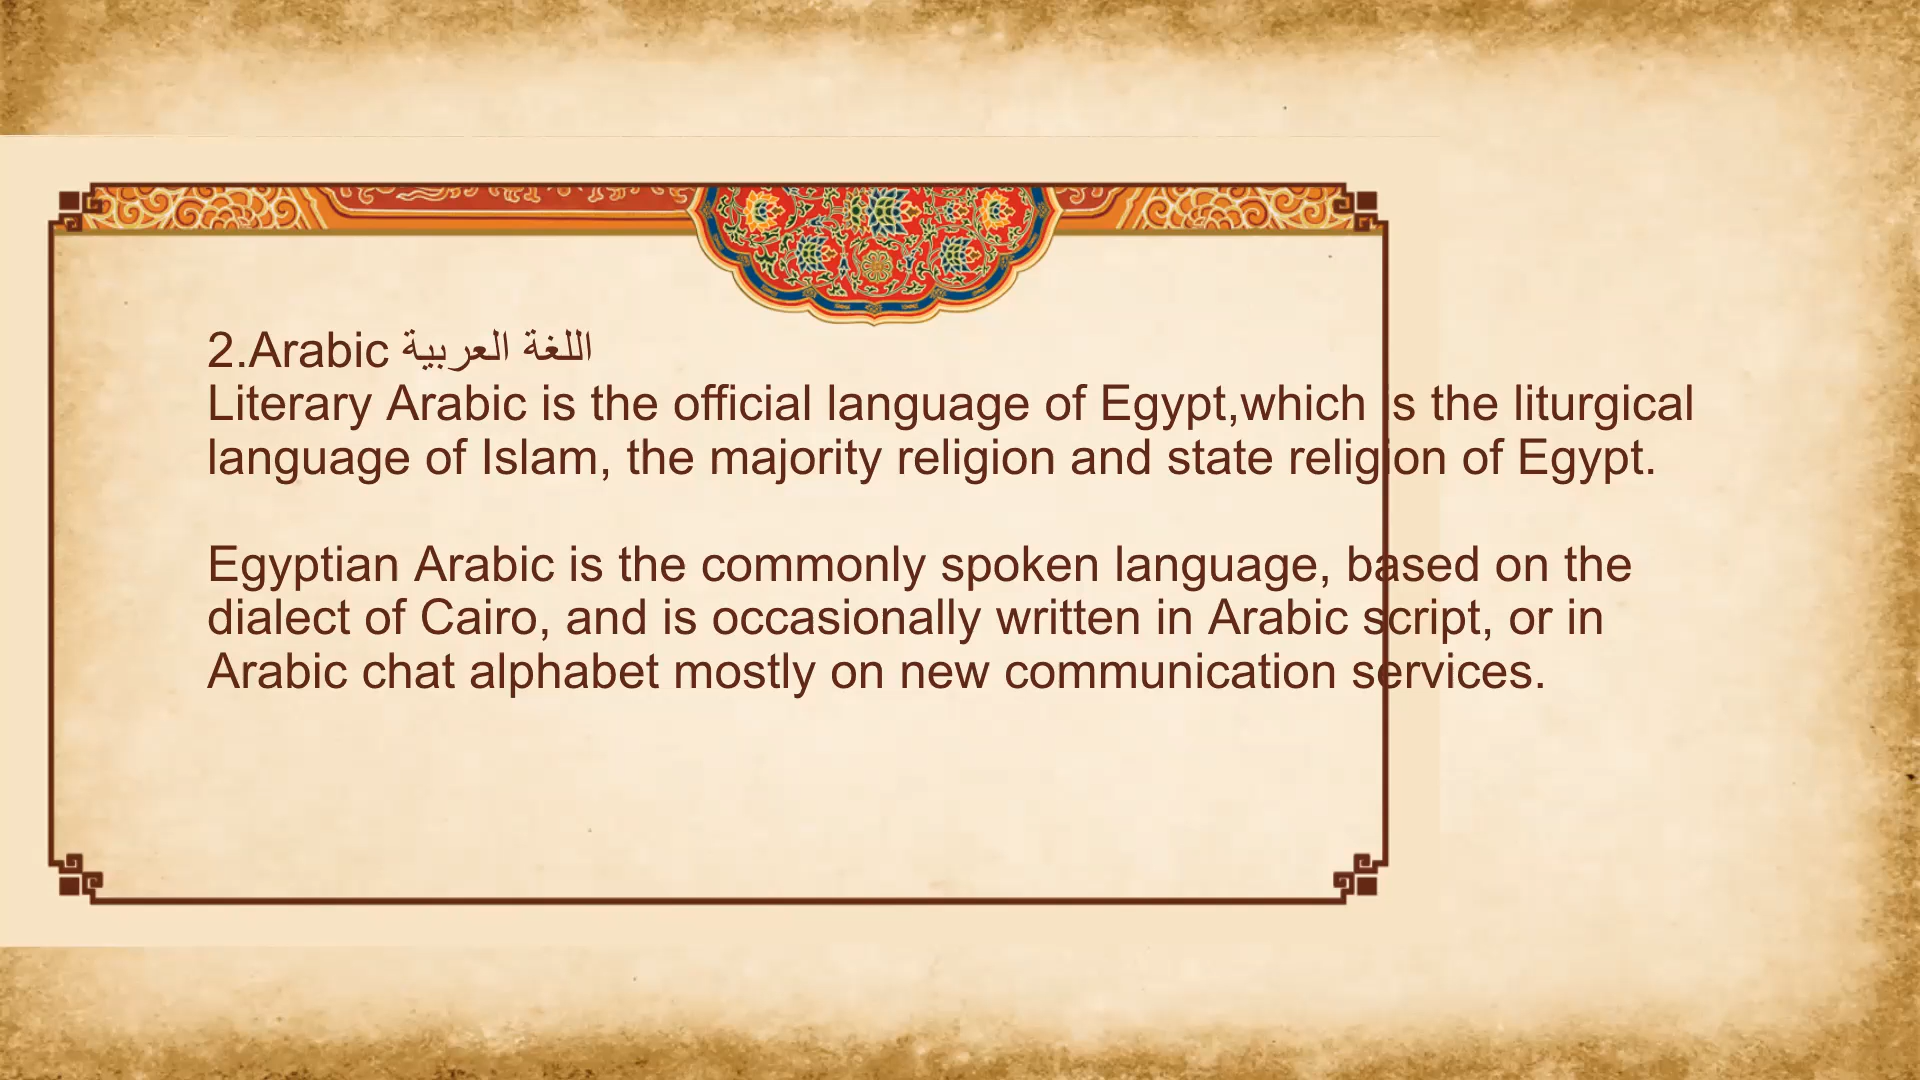 2.Arabic اللغة العربية
Literary Arabic is the official language of Egypt,which is the liturgical
language of Islam, the majority religion and state religion of Egypt.
Egyptian Arabic is the commonly spoken language, based on the
dialect of Cairo, and is occasionally written in Arabic script, or in
Arabic chat alphabet mostly on new communication services.